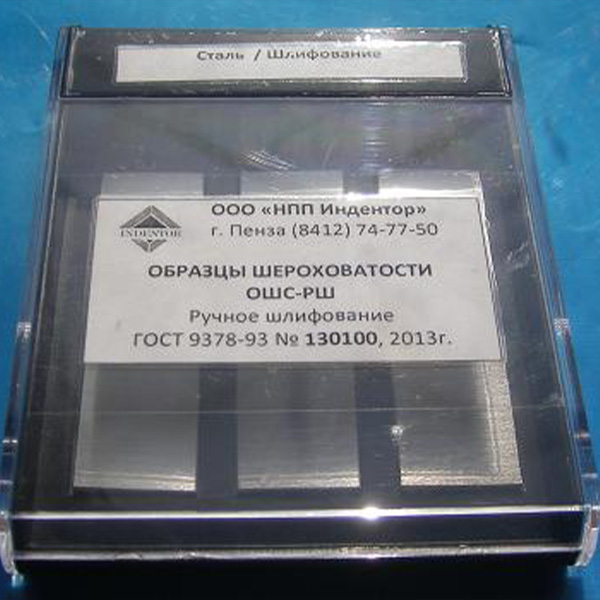 Сталь / Шлифование
INDENTOR
ООО «НПП Индентор»
г. Пенза (8412) 74-77-50
ОБРАЗЦЫ ШЕРОХОВАТОСТИ
ОШС-РШ
Ручное шлифование
ГОСТ 9378-93 № 130100, 2013г.